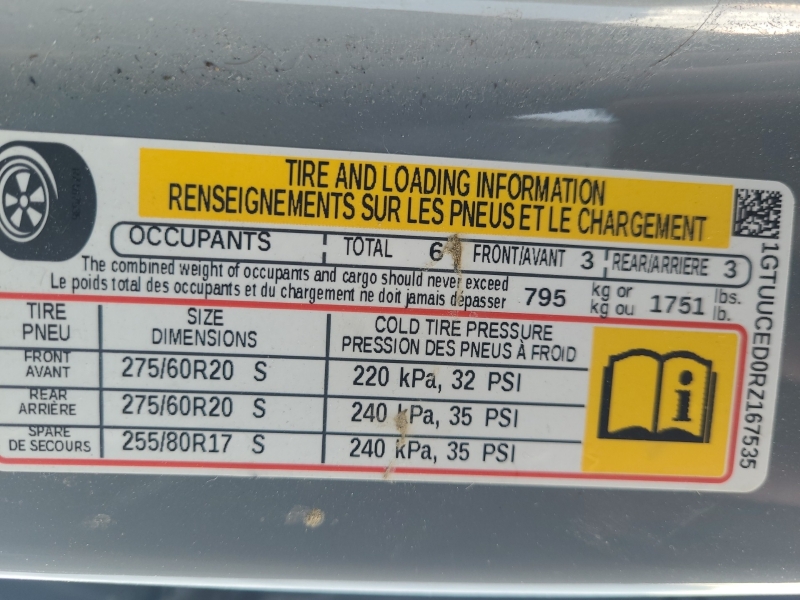 TIRE AND LOADING INFORMATION
RENSEIGNEMENTS SUR LES PNEUS ET LE CHARGEMENT
OCCUPANTS TOTAL 6 FRONT/AVANT 3 REAR/ARRIERE 3
The combined weight of occupants and cargo should never exceed
Le poids total des occupants et du chargement ne doit jamais dépasser
795 kg or kg ou 1751 lbs. lb.
TIRE PNEU SIZE DIMENSIONS COLD TIRE PRESSURE PRESSION DES PNEUS À FROID
FRONT AVANT 275/60R20 S 220 kPa, 32 PSI
REAR ARRIÈRE 275/60R20 S 240 kPa, 35 PSI
SPARE DE SECOURS 255/80R17 S 240 kPa, 35 PSI
1GTUUCED0RZ167535